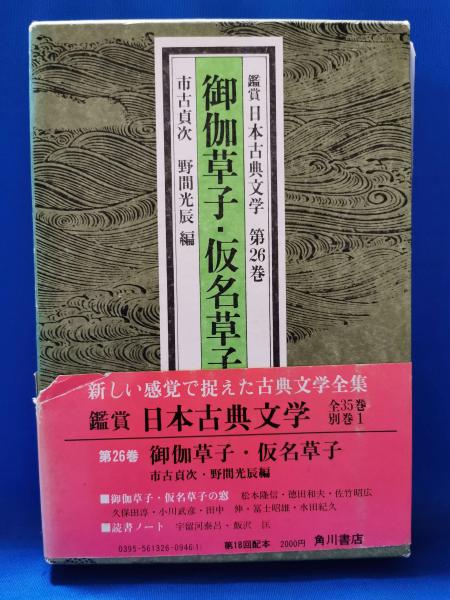 鑑賞 日本古典文学 第26巻
御伽草子・仮名草子
市古貞次 野間光辰 編
新しい感覚で捉えた古典文学全集
鑑賞 日本古典文学 全35巻 別巻1
第26巻 御伽草子・仮名草子
市古貞次・野間光辰編
■御伽草子・仮名草子の窓 松本隆信・徳田和夫・佐竹昭広
久保田淳・小川武彦・田中 伸・冨士昭雄・水田紀久
■読書ノート 宇留河泰呂・飯沢 匡
0395-561326-0946(1) 第18回配本 2000円 角川書店